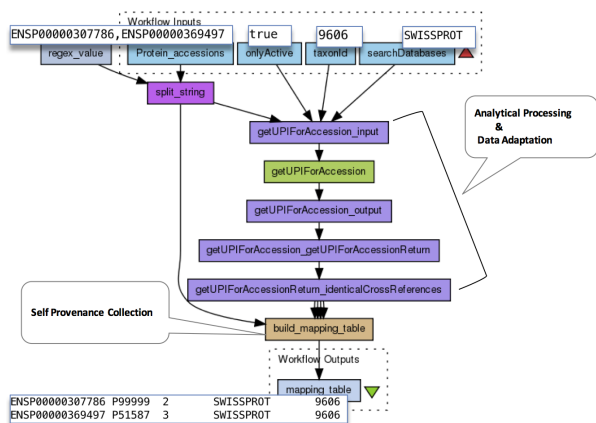 Workflow Inputs
ENSP00000307786,ENSP00000369497
true
9606
SWISSPROT
regex_value
Protein_accessions
onlyActive
taxonId
searchDatabases
split_string
Analytical Processing
&
Data Adaptation
getUPIForAccession_input
getUPIForAccession
getUPIForAccession_output
getUPIForAccession_getUPIForAccessionReturn
getUPIForAccessionReturn_identicalCrossReferences
Self Provenance Collection
build_mapping_table
Workflow Outputs
mapping_table
ENSP00000307786 P99999 2 SWISSPROT 9606
ENSP00000369497 P51587 3 SWISSPROT 9606